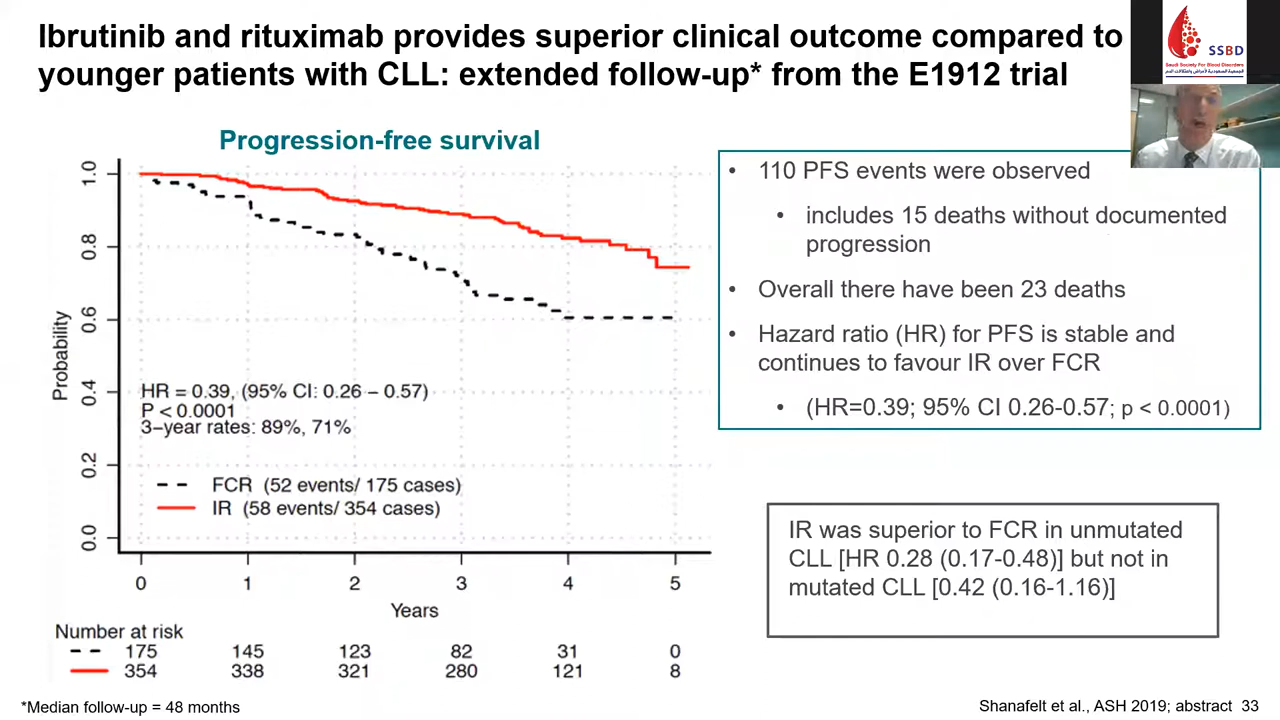 Ibrutinib and rituximab provides superior clinical outcome compared to
younger patients with CLL: extended follow-up* from the E1912 trial
SSBD
Saudi Society For Blood Disorders
Progression-free survival
1.0
0.8
0.6
0.4
0.2
0.0
Probability
HR = 0.39, (95% CI: 0.26 – 0.57)
P < 0.0001
3−year rates: 89%, 71%
FCR (52 events/ 175 cases)
IR (58 events/ 354 cases)
0 1 2 3 4 5
Years
Number at risk
175 145 123 82 31 0
354 338 321 280 121 8
• 110 PFS events were observed
• includes 15 deaths without documented
progression
• Overall there have been 23 deaths
• Hazard ratio (HR) for PFS is stable and
continues to favour IR over FCR
• (HR=0.39; 95% CI 0.26-0.57; p < 0.0001)
IR was superior to FCR in unmutated
CLL [HR 0.28 (0.17-0.48)] but not in
mutated CLL [0.42 (0.16-1.16)]
*Median follow-up = 48 months
Shanafelt et al., ASH 2019; abstract 33